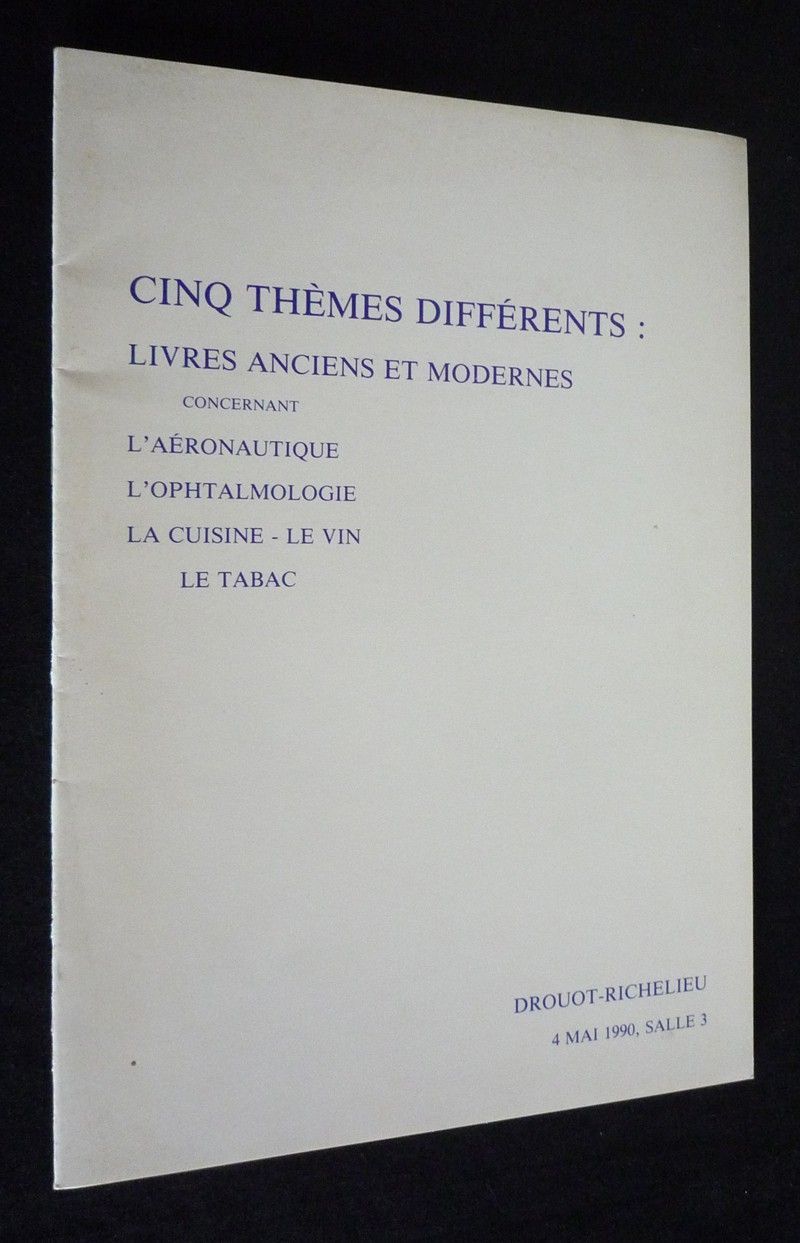 CINQ THÈMES DIFFÉRENTS :
LIVRES ANCIENS ET MODERNES
CONCERNANT
L'AÉRONAUTIQUE
L'OPHTALMOLOGIE
LA CUISINE - LE VIN
LE TABAC
DROUOT-RICHELIEU
4 MAI 1990, SALLE 3